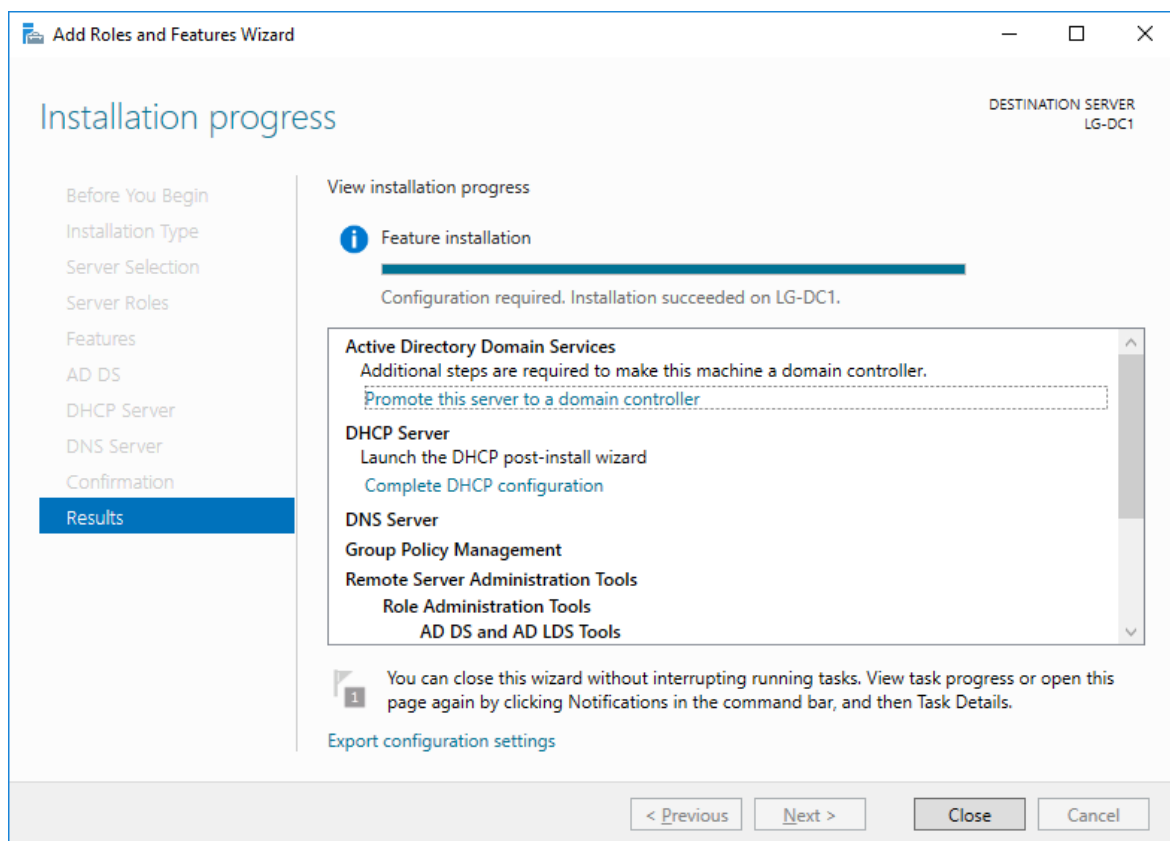 Add Roles and Features Wizard
Installation progress
DESTINATION SERVER
LG-DC1
Before You Begin
Installation Type
Server Selection
Server Roles
Features
AD DS
DHCP Server
DNS Server
Confirmation
Results
View installation progress
Feature installation
Configuration required. Installation succeeded on LG-DC1.
Active Directory Domain Services
Additional steps are required to make this machine a domain controller.
Promote this server to a domain controller
DHCP Server
Launch the DHCP post-install wizard
Complete DHCP configuration
DNS Server
Group Policy Management
Remote Server Administration Tools
Role Administration Tools
AD DS and AD LDS Tools
1
You can close this wizard without interrupting running tasks. View task progress or open this
page again by clicking Notifications in the command bar, and then Task Details.
Export configuration settings
< Previous
Next >
Close
Cancel